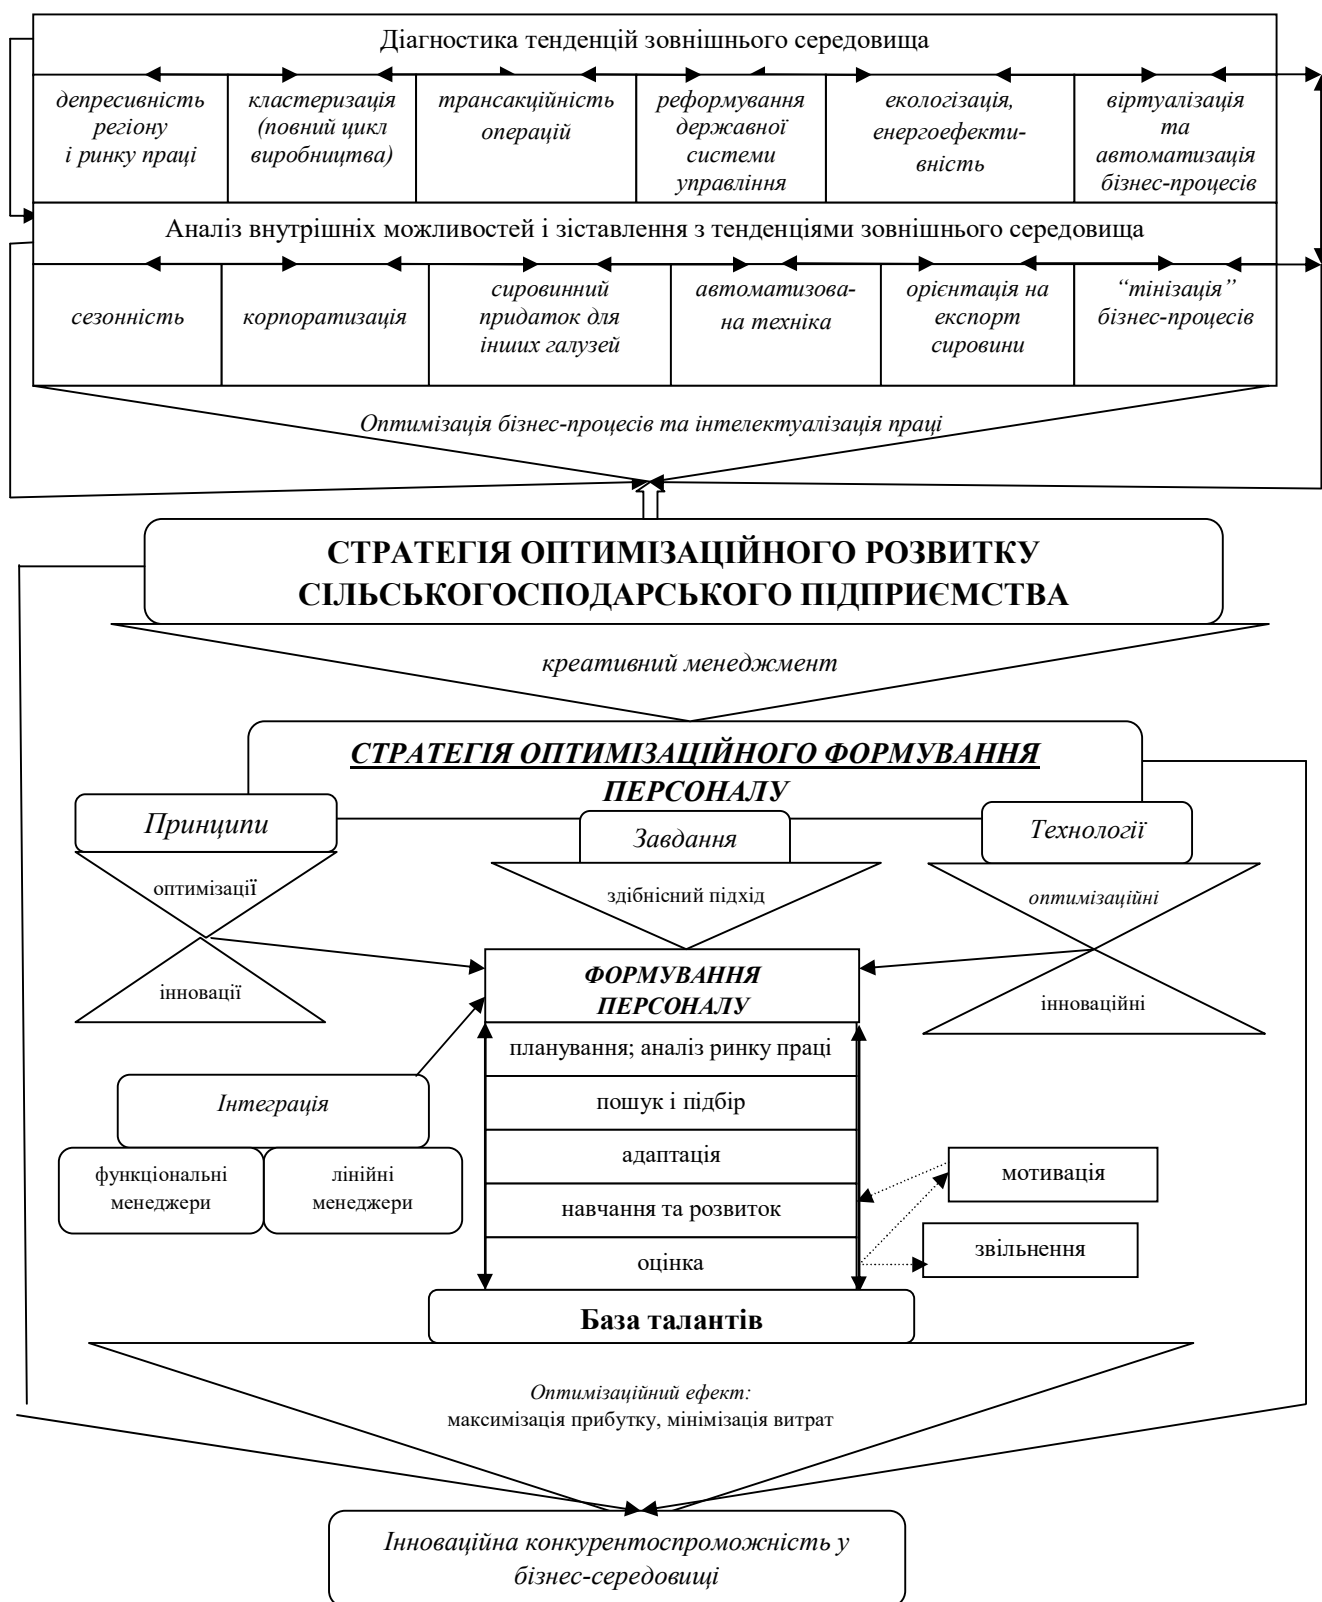 Діагностика тенденцій зовнішнього середовища
депресивність
регіону
і ринку праці
кластеризація
(повний цикл
виробництва)
трансакційність
операцій
реформування
державної
системи
управління
екологізація,
енергоефекти-
вність
віртуалізація
та
автоматизація
бізнес-процесів
Аналіз внутрішніх можливостей і зіставлення з тенденціями зовнішнього середовища
сезонність
корпоратизація
сировинний
придаток для
інших галузей
автоматизова-
на техніка
орієнтація на
експорт
сировини
“тінізація”
бізнес-процесів
Оптимізація бізнес-процесів та інтелектуалізація праці
СТРАТЕГІЯ ОПТИМІЗАЦІЙНОГО РОЗВИТКУ
СІЛЬСЬКОГОСПОДАРСЬКОГО ПІДПРИЄМСТВА
креативний менеджмент
СТРАТЕГІЯ ОПТИМІЗАЦІЙНОГО ФОРМУВАННЯ
ПЕРСОНАЛУ
Принципи
Завдання
Технології
оптимізації
здібнісний підхід
оптимізаційні
інновації
ФОРМУВАННЯ
ПЕРСОНАЛУ
інноваційні
планування; аналіз ринку праці
Інтеграція
пошук і підбір
функціональні
менеджери
лінійні
менеджери
адаптація
мотивація
навчання та розвиток
звільнення
оцінка
База талантів
Оптимізаційний ефект:
максимізація прибутку, мінімізація витрат
Інноваційна конкурентоспроможність у
бізнес-середовищі